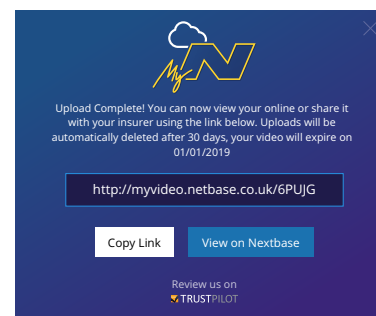 My N
Upload Complete! You can now view your online or share it
with your insurer using the link below. Uploads will be
automatically deleted after 30 days, your video will expire on
01/01/2019
http://myvideo.netbase.co.uk/6PUJG
Copy Link View on Nextbase
Review us on
TRUSTPILOT